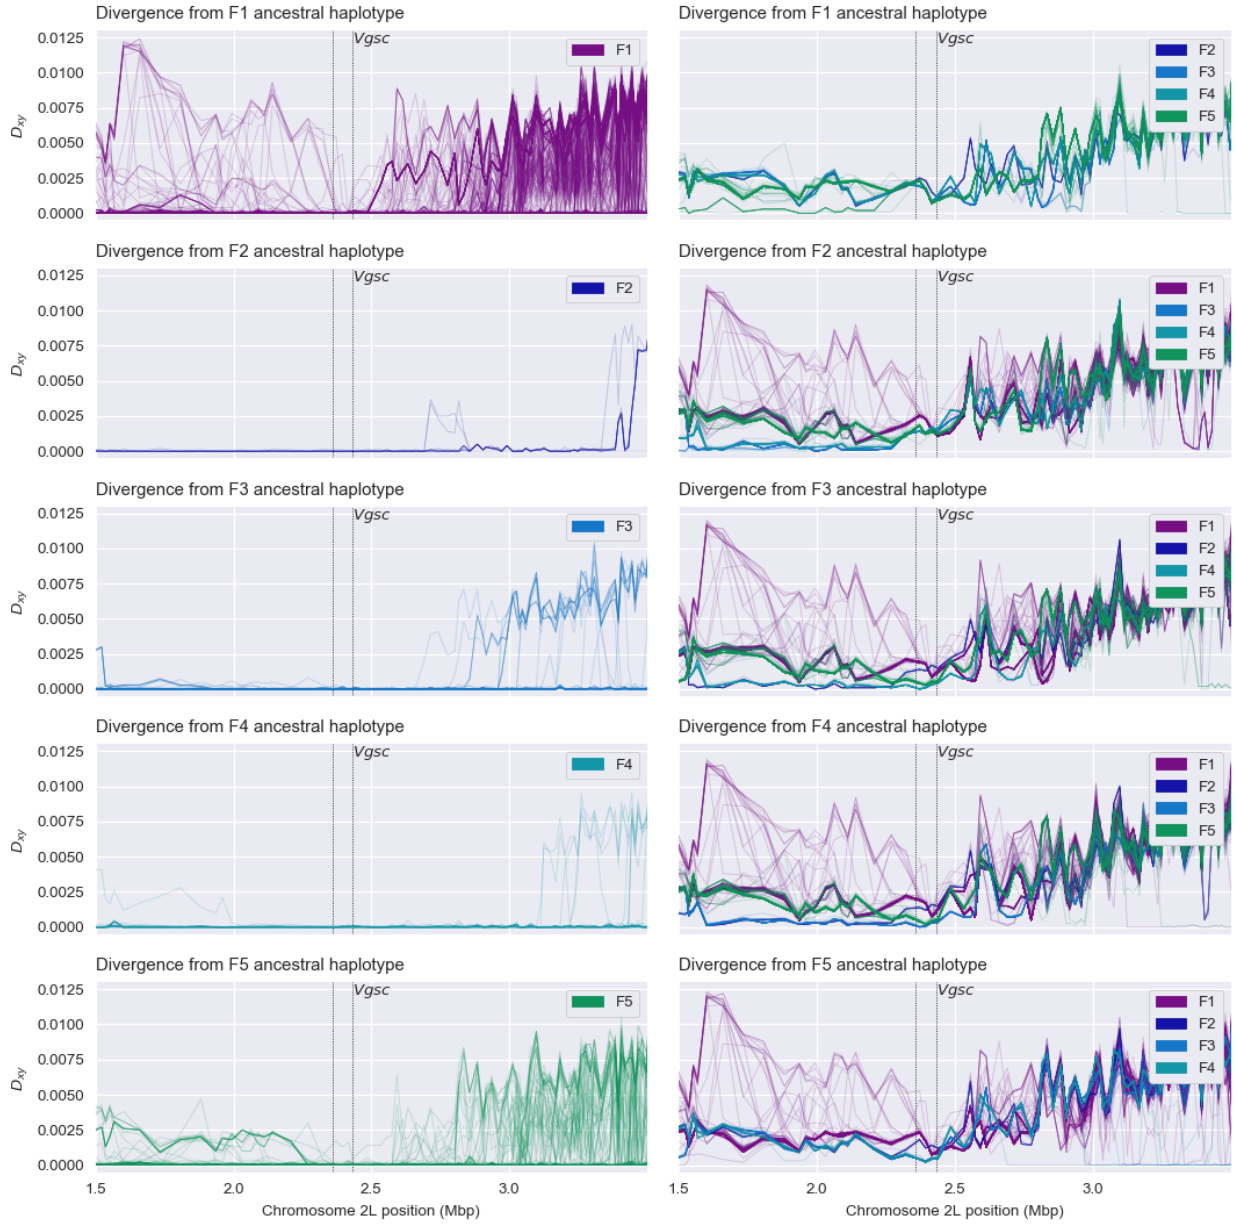 Divergence from F1 ancestral haplotype
Divergence from F1 ancestral haplotype
0.0125
0.0100
0.0075
0.0050
0.0025
0.0000
Dxy
Vgsc
F1
Vgsc
F2
F3
F4
F5
Divergence from F2 ancestral haplotype
Divergence from F2 ancestral haplotype
0.0125
0.0100
0.0075
0.0050
0.0025
0.0000
Dxy
Vgsc
F2
Vgsc
F1
F3
F4
F5
Divergence from F3 ancestral haplotype
Divergence from F3 ancestral haplotype
0.0125
0.0100
0.0075
0.0050
0.0025
0.0000
Dxy
Vgsc
F3
Vgsc
F1
F2
F4
F5
Divergence from F4 ancestral haplotype
Divergence from F4 ancestral haplotype
0.0125
0.0100
0.0075
0.0050
0.0025
0.0000
Dxy
Vgsc
F4
Vgsc
F1
F2
F3
F5
Divergence from F5 ancestral haplotype
Divergence from F5 ancestral haplotype
0.0125
0.0100
0.0075
0.0050
0.0025
0.0000
Dxy
Vgsc
F5
Vgsc
F1
F2
F3
F4
1.5 2.0 2.5 3.0
1.5 2.0 2.5 3.0
Chromosome 2L position (Mbp)
Chromosome 2L position (Mbp)